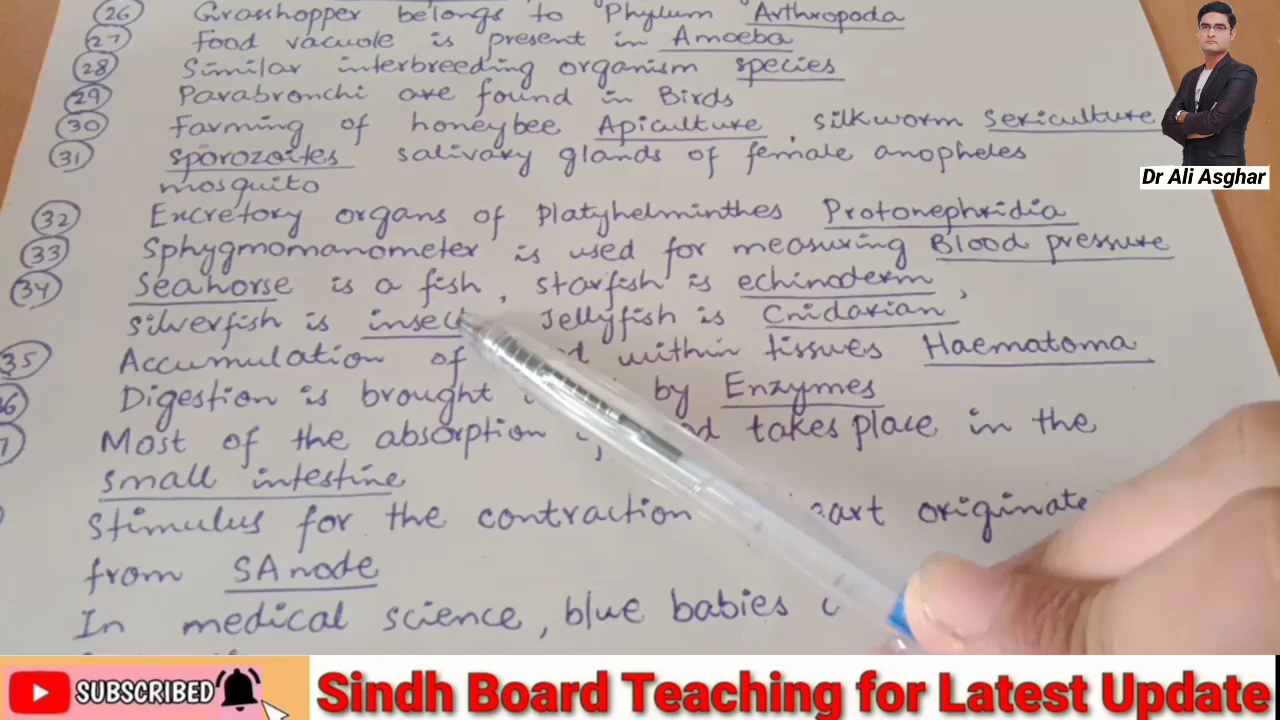 26 Grasshopper belongs to Phylum Arthropoda
27 Food vacuole is present in Amoeba
28 Similar interbreeding organism species
29 Parabronchi are found in Birds
30 Farming of honeybee Apiculture, silkworm Sericulture
31 sporozoites salivary glands of female anopheles
mosquito
32 Excretory organs of Platyhelminthes Protonephridia
33 Sphygmomanometer is used for measuring Blood pressure
34 Seahorse is a fish, starfish is echinoderm,
silverfish is insect Jellyfish is Cnidarian
35 Accumulation of within tissues Haematoma
Digestion is brought by Enzymes
Most of the absorption takes place in the
small intestine
Stimulus for the contraction originate
from SA node
In medical science, blue babies
Dr Ali Asghar
SUBSCRIBED
Sindh Board Teaching for Latest Update